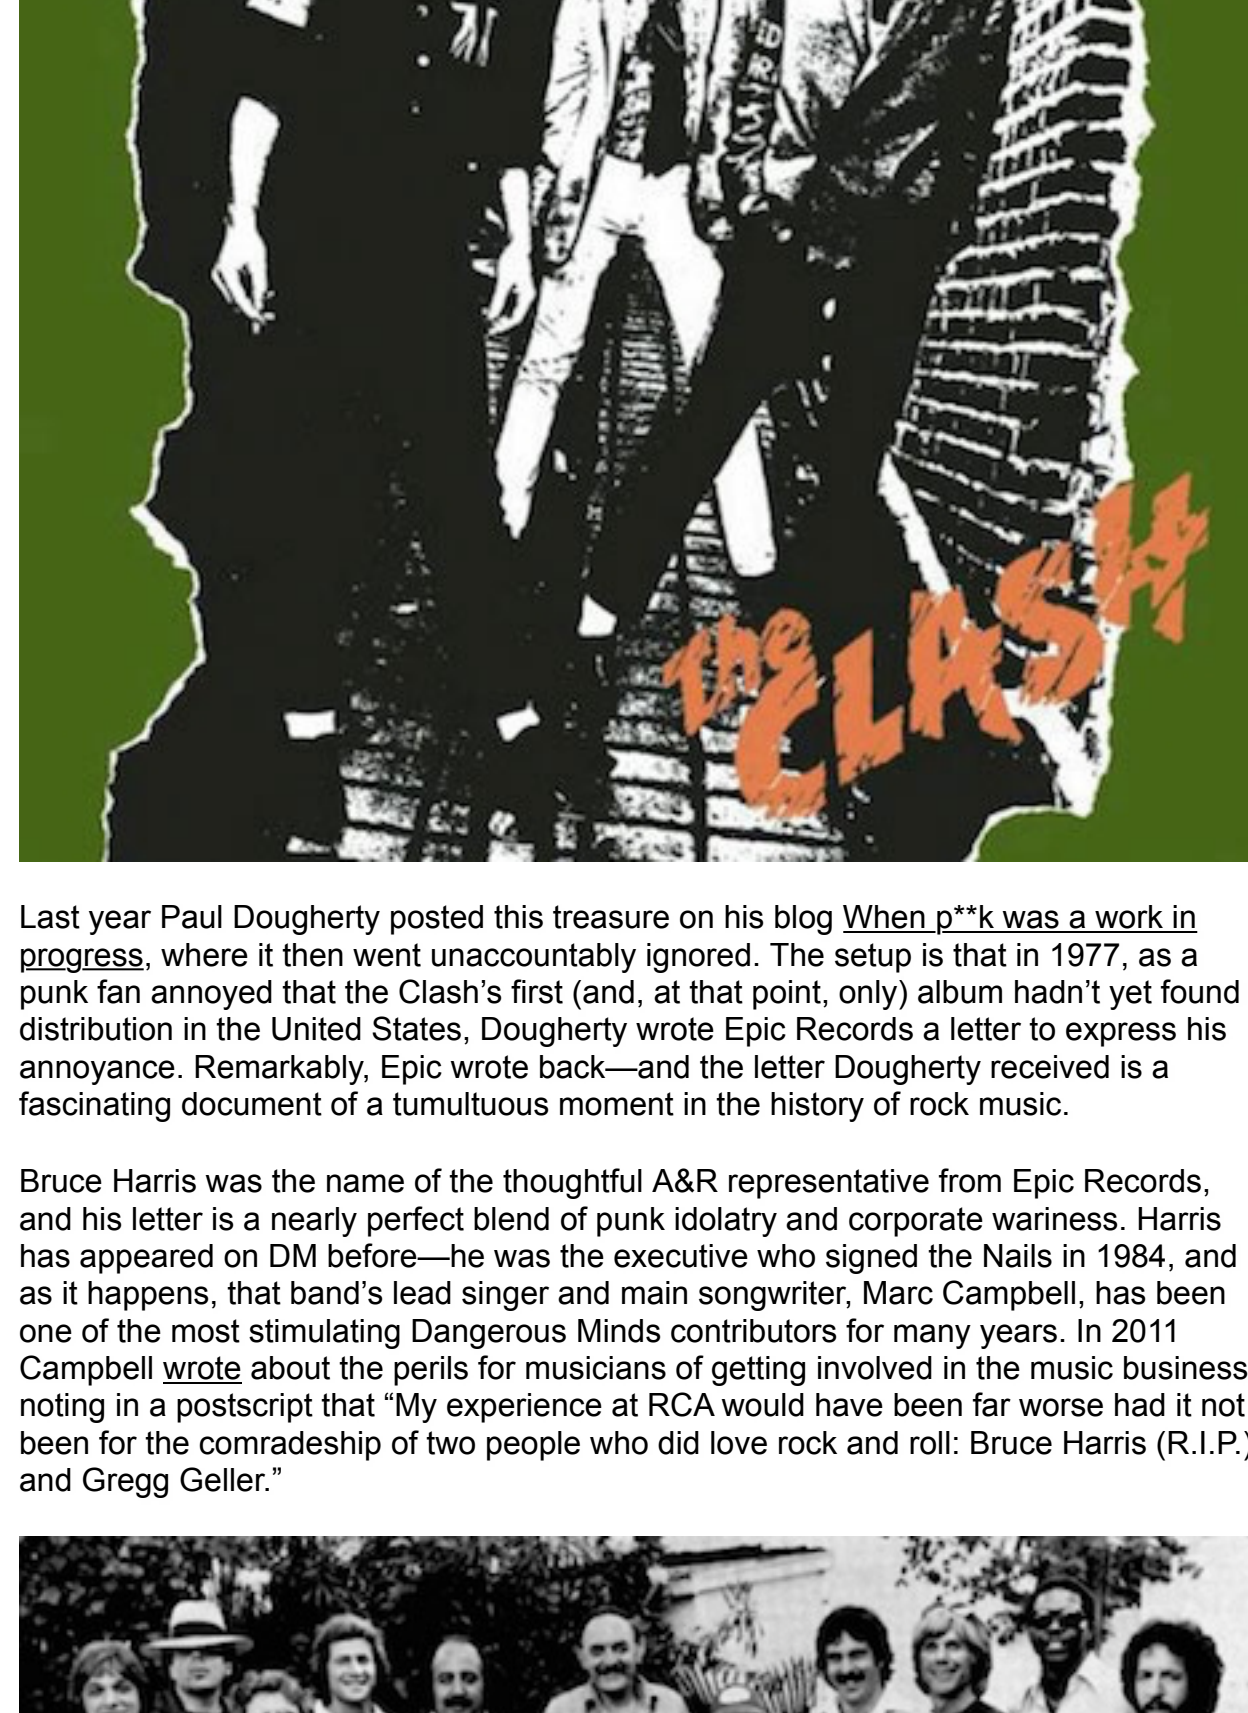 The
CLASH
Last year Paul Dougherty posted this treasure on his blog When p**k was a work in
progress, where it then went unaccountably ignored. The setup is that in 1977, as a
punk fan annoyed that the Clash’s first (and, at that point, only) album hadn’t yet found
distribution in the United States, Dougherty wrote Epic Records a letter to express his
annoyance. Remarkably, Epic wrote back—and the letter Dougherty received is a
fascinating document of a tumultuous moment in the history of rock music.
Bruce Harris was the name of the thoughtful A&R representative from Epic Records,
and his letter is a nearly perfect blend of punk idolatry and corporate wariness. Harris
has appeared on DM before—he was the executive who signed the Nails in 1984, and
as it happens, that band’s lead singer and main songwriter, Marc Campbell, has been
one of the most stimulating Dangerous Minds contributors for many years. In 2011
Campbell wrote about the perils for musicians of getting involved in the music business
noting in a postscript that “My experience at RCA would have been far worse had it not
been for the comradeship of two people who did love rock and roll: Bruce Harris (R.I.P.)
and Gregg Geller.”